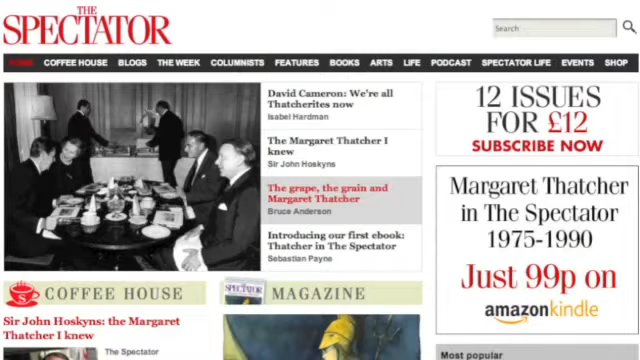 THE
SPECTATOR
Search
HOME COFFEE HOUSE BLOGS THE WEEK COLUMNISTS FEATURES BOOKS ARTS LIFE PODCAST SPECTATOR LIFE EVENTS SHOP
David Cameron: We're all
Thatcherites now
Isabel Hardman
The Margaret Thatcher I
knew
Sir John Hoskyns
The grape, the grain and
Margaret Thatcher
Bruce Anderson
Introducing our first ebook:
Thatcher in The Spectator
Sebastian Payne
12 ISSUES
FOR £12
SUBSCRIBE NOW
Margaret Thatcher
in The Spectator
1975-1990
Just 99p on
amazonkindle
S
COFFEE HOUSE
SPECTATOR
MAGAZINE
Sir John Hoskyns: the Margaret
Thatcher I knew
The Spectator
Most popular